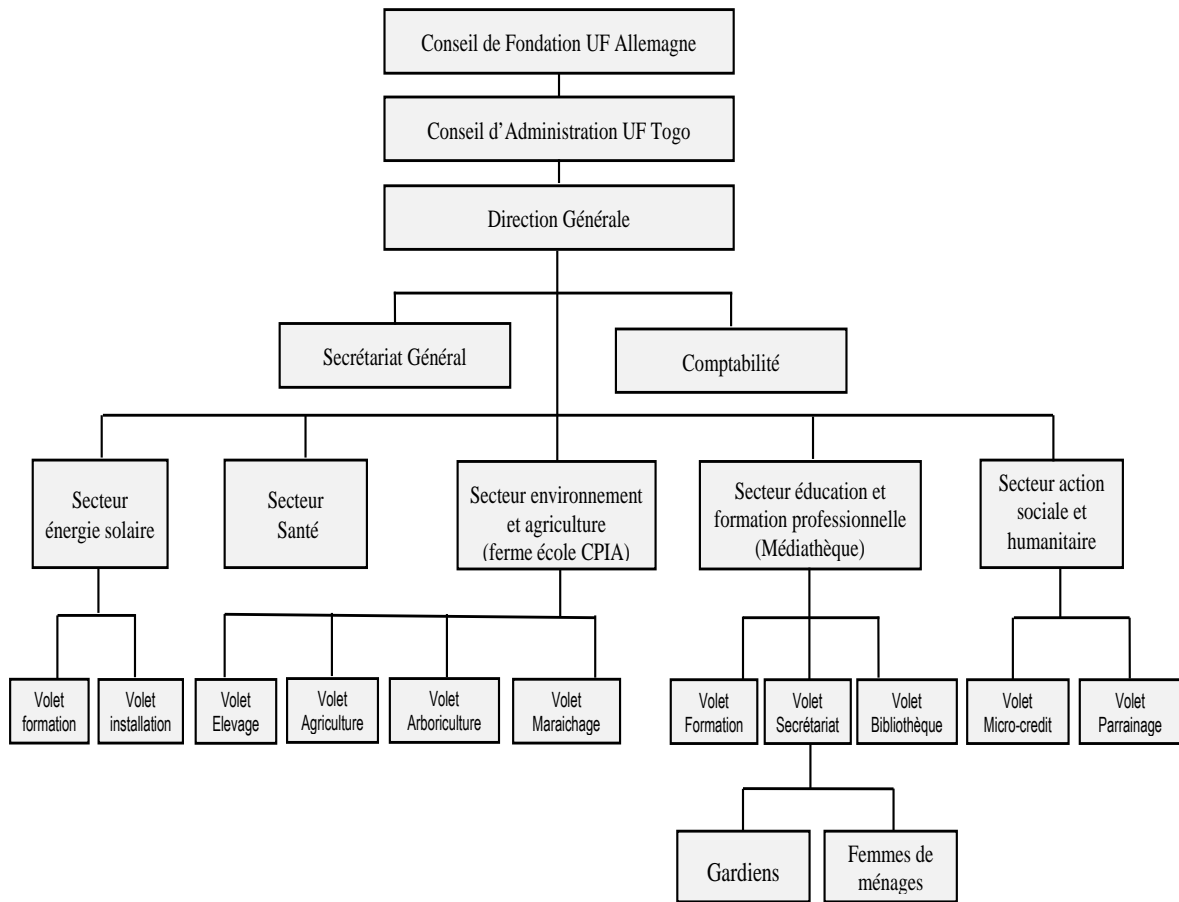 Conseil de Fondation UF Allemagne
Conseil d’Administration UF Togo
Direction Générale
Secrétariat Général
Comptabilité
Secteur
énergie solaire
Secteur
Santé
Secteur environnement
et agriculture
(ferme école CPIA)
Secteur éducation et
formation professionnelle
(Médiathèque)
Secteur action
sociale et
humanitaire
Volet
formation
Volet
installation
Volet
Elevage
Volet
Agriculture
Volet
Arboriculture
Volet
Maraichage
Volet
Formation
Volet
Secrétariat
Volet
Bibliothèque
Volet
Micro-credit
Volet
Parrainage
Gardiens
Femmes de
ménages